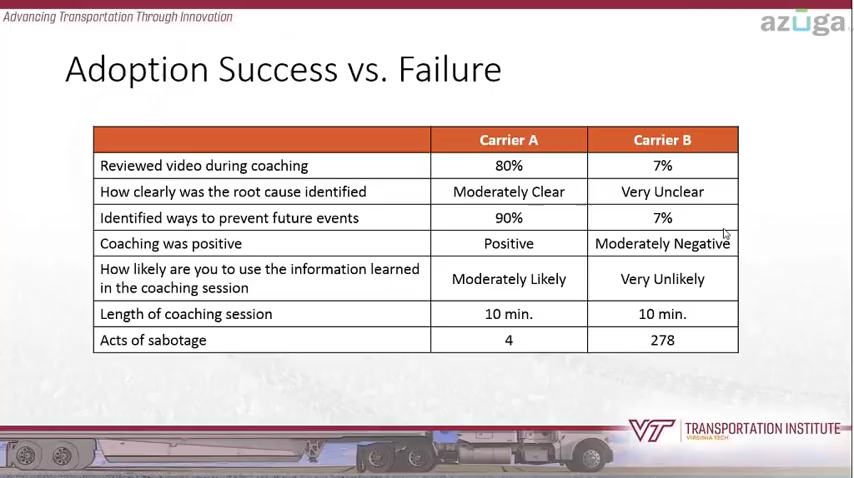 Advancing Transportation Through Innovation
azuga
Adoption Success vs. Failure
Carrier A Carrier B
Reviewed video during coaching 80% 7%
How clearly was the root cause identified Moderately Clear Very Unclear
Identified ways to prevent future events 90% 7%
Coaching was positive Positive Moderately Negative
How likely are you to use the information learned
in the coaching session Moderately Likely Very Unlikely
Length of coaching session 10 min. 10 min.
Acts of sabotage 4 278
VT TRANSPORTATION INSTITUTE
VIRGINIA TECH